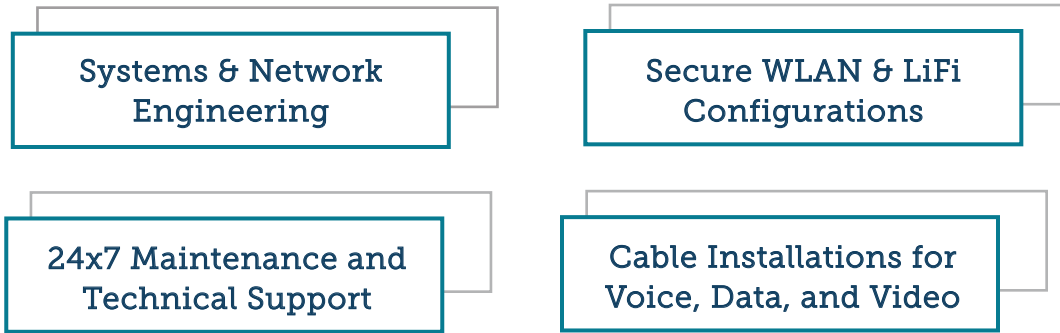 Systems & Network
Engineering
Secure WLAN & LiFi
Configurations
24x7 Maintenance and
Technical Support
Cable Installations for
Voice, Data, and Video